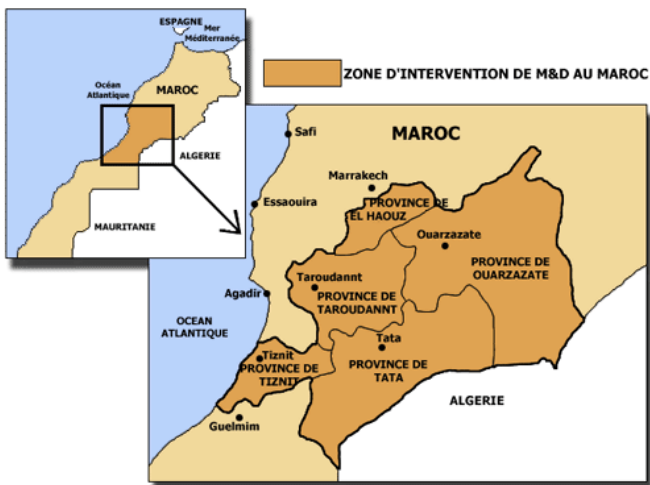 ESPAGNE
Mer
Méditerranée
Océan
Atlantique
MAROC
ALGERIE
MAURITANIE
ZONE D'INTERVENTION DE M&D AU MAROC
Safi
MAROC
Marrakech
Essaouira
PROVINCE DE
EL HAOUZ
Ouarzazate
PROVINCE DE
OUARZAZATE
Taroudannt
PROVINCE DE
TAROUDANNT
Agadir
OCEAN
ATLANTIQUE
Tata
PROVINCE DE
TATA
Tiznit
PROVINCE DE
TIZNIT
ALGERIE
Guelmim